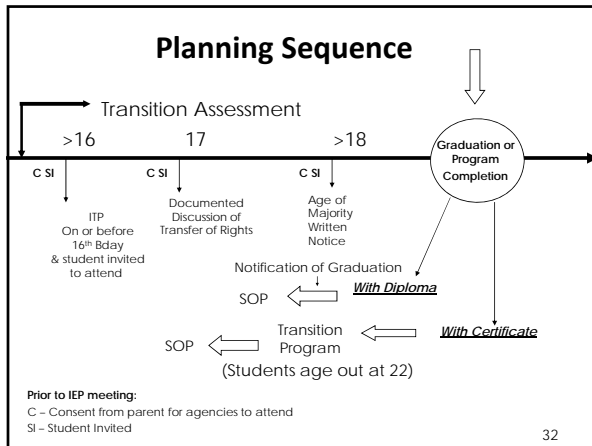 Planning Sequence
Transition Assessment
>16
17
>18
Graduation or
Program
Completion
C SI
C SI
C SI
ITP
On or before
16th Bday
& student invited
to attend
Documented
Discussion of
Transfer of Rights
Age of
Majority
Written
Notice
Notification of Graduation
SOP
With Diploma
SOP
Transition
Program
With Certificate
(Students age out at 22)
Prior to IEP meeting:
C – Consent from parent for agencies to attend
SI – Student Invited
32